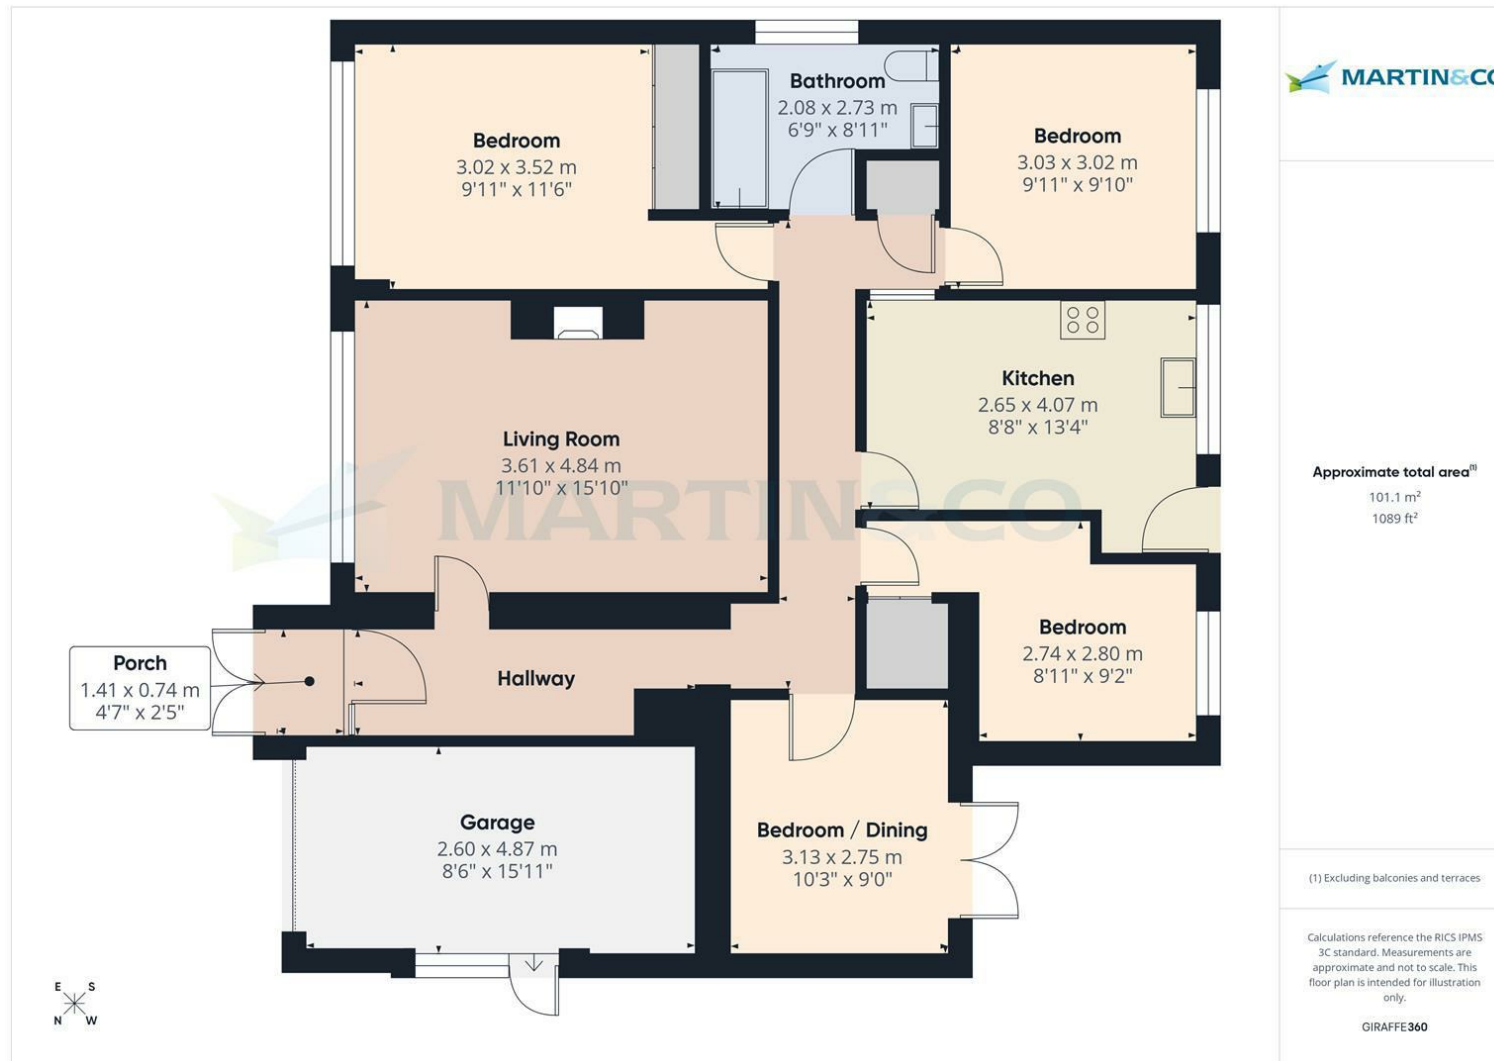 Bedroom
3.02 x 3.52 m
9'11" x 11'6"
Bathroom
2.08 x 2.73 m
6'9" x 8'11"
Bedroom
3.03 x 3.02 m
9'11" x 9'10"
Kitchen
2.65 x 4.07 m
8'8" x 13'4"
Living Room
3.61 x 4.84 m
11'10" x 15'10"
MARTIN&CO
Bedroom
2.74 x 2.80 m
8'11" x 9'2"
Porch
1.41 x 0.74 m
4'7" x 2'5"
Hallway
Garage
2.60 x 4.87 m
8'6" x 15'11"
Bedroom / Dining
3.13 x 2.75 m
10'3" x 9'0"
E S
N W
MARTIN&CO
Approximate total area(1)
101.1 m²
1089 ft²
(1) Excluding balconies and terraces
Calculations reference the RICS IPMS
3C standard. Measurements are
approximate and not to scale. This
floor plan is intended for illustration
only.
GIRAFFE360